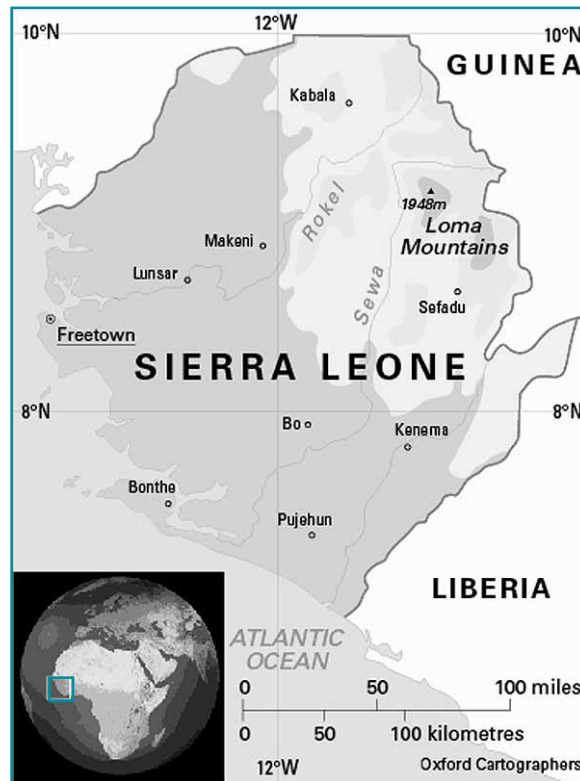 12°W
10°N
10°N
GUINEA
Kabala
Rokel
1948m
Loma
Mountains
Makeni
Lunsar
Sewa
Sefadu
Freetown
SIERRA LEONE
8°N
8°N
Bo
Kenema
Bonthe
Pujehun
LIBERIA
ATLANTIC
OCEAN
0 50 100 miles
0 50 100 kilometres
12°W
Oxford Cartographers